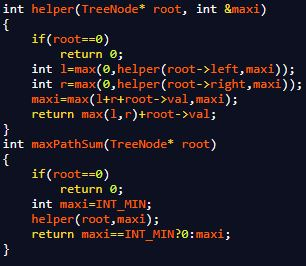 int helper(TreeNode* root, int &maxi)
{
    if(root==0)
        return 0;
    int l=max(0,helper(root->left,maxi));
    int r=max(0,helper(root->right,maxi));
    maxi=max(l+r+root->val,maxi);
    return max(l,r)+root->val;
}
int maxPathSum(TreeNode* root)
{
    if(root==0)
        return 0;
    int maxi=INT_MIN;
    helper(root,maxi);
    return maxi==INT_MIN?0:maxi;
}